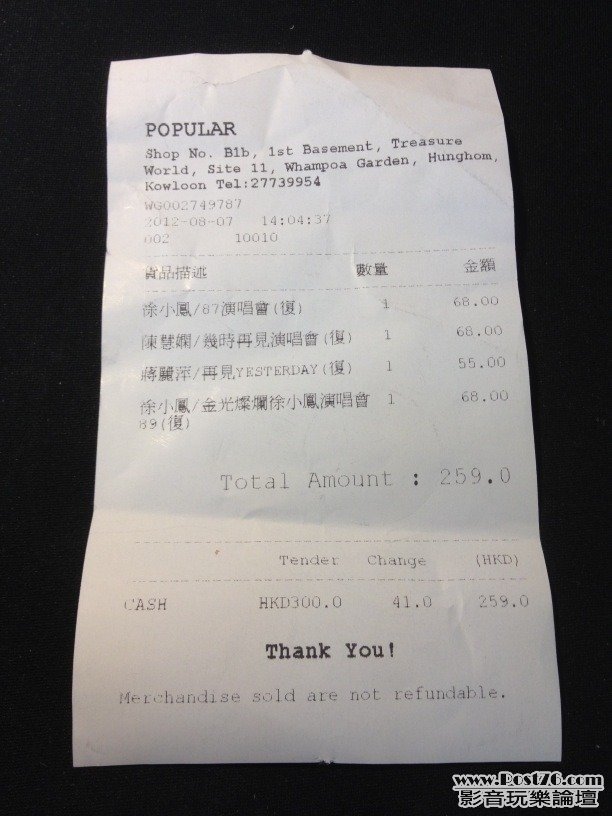 POPULAR
Shop No. B1b, 1st Basement, Treasure
World, Site 11, Whampoa Garden, Hunghom,
Kowloon Tel:27739954
WG002749787
2012-08-07 14:04:37
002 10010
貨品描述 數量 金額
徐小鳳/87演唱會(復) 1 68.00
陳慧嫻/幾時再見演唱會(復) 1 68.00
蔣麗萍/再見YESTERDAY(復) 1 55.00
徐小鳳/金光燦爛徐小鳳演唱會 1 68.00
89(復)
Total Amount : 259.0
Tender Change (HKD)
CASH HKD300.0 41.0 259.0
Thank You!
Merchandise sold are not refundable.
www.Post76.com
影音玩樂論壇